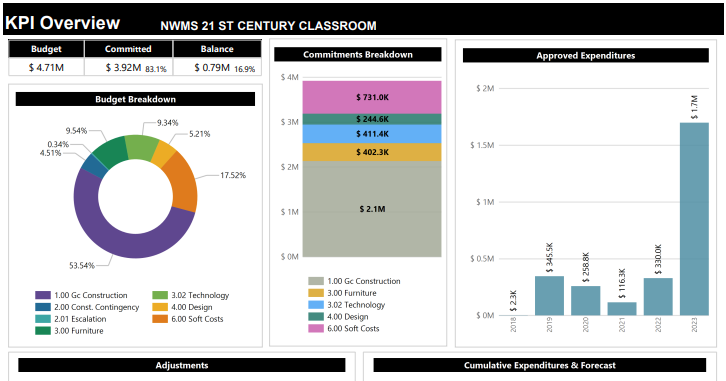 KPI Overview NWMS 21 ST CENTURY CLASSROOM
Budget Committed Balance
$ 4.71M $ 3.92M 83.1% $ 0.79M 16.9%
Budget Breakdown
9.34%
9.54%
5.21%
0.34%
4.51%
17.52%
53.54%
1.00 Gc Construction 3.02 Technology
2.00 Const. Contingency 4.00 Design
2.01 Escalation 6.00 Soft Costs
3.00 Furniture
Commitments Breakdown
$ 4M
$ 731.0K
$ 3M
$ 244.6K
$ 411.4K
$ 402.3K
$ 2M
$ 2.1M
$ 1M
$ 0M
1.00 Gc Construction
3.00 Furniture
3.02 Technology
4.00 Design
6.00 Soft Costs
Approved Expenditures
$ 2M
$ 1.5M
$ 1M
$ 0.5M
$ 0M
$ 2.3K
$ 345.5K
$ 258.8K
$ 116.3K
$ 330.0K
$ 1.7M
2018 2019 2020 2021 2022 2023
Adjustments
Cumulative Expenditures & Forecast